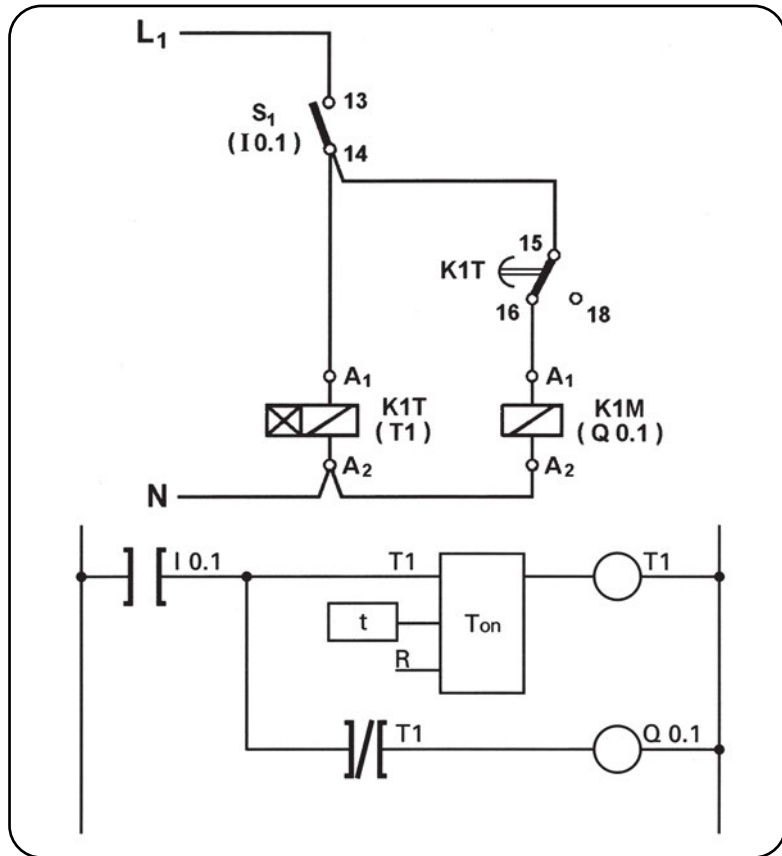 L₁
S₁
(I 0.1)
13
14
15
K1T
16
18
A₁
K1T
(T1)
A₂
A₁
K1M
(Q 0.1)
A₂
N
I 0.1
T1
T1
t
Ton
R
T1
Q 0.1